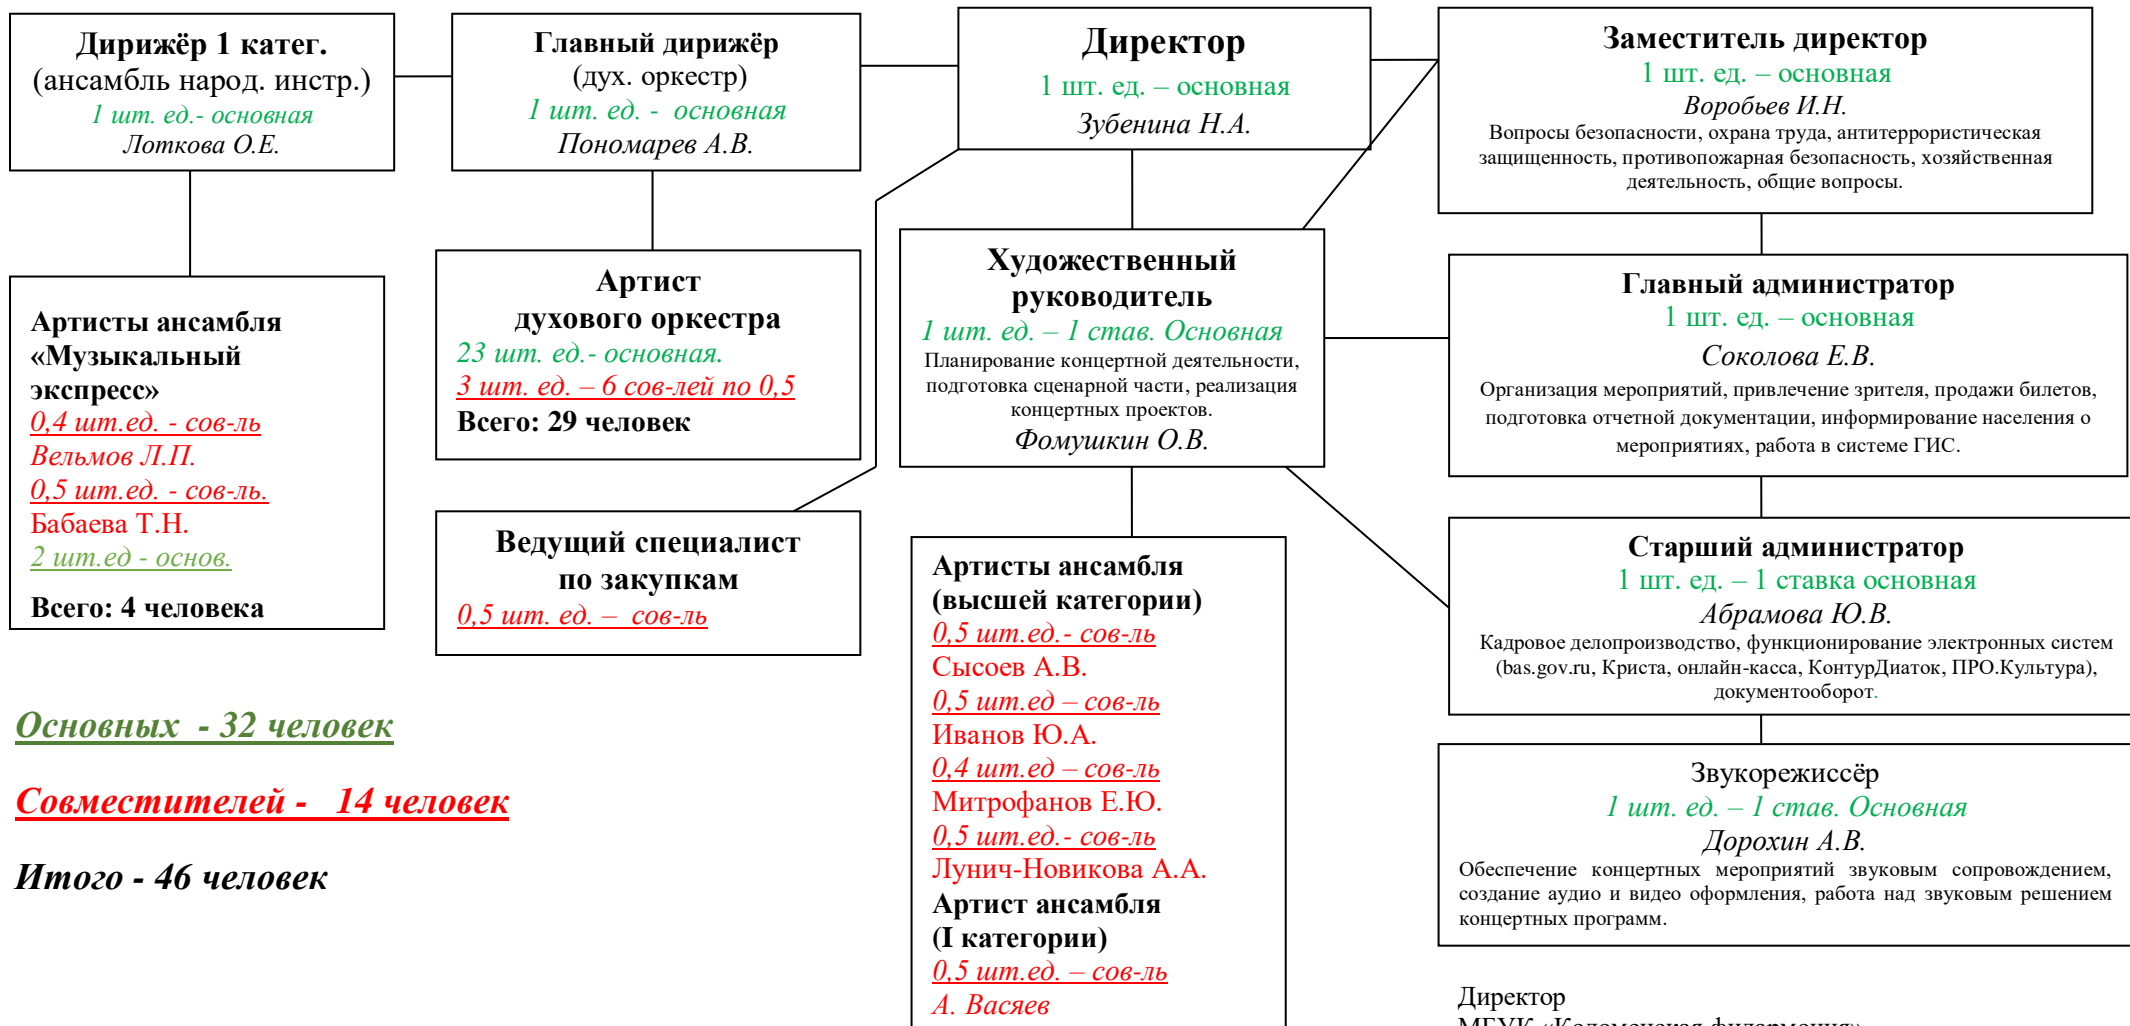 Дирижёр 1 катег.
(ансамбль народ. инстр.)
1 шт. ед.- основная
Лоткова О.Е.
Главный дирижёр
(дух. оркестр)
1 шт. ед. - основная
Пономарев А.В.
Директор
1 шт. ед. – основная
Зубенина Н.А.
Заместитель директор
1 шт. ед. – основная
Воробьев И.Н.
Вопросы безопасности, охрана труда, антитеррористическая
защищенность, противопожарная безопасность, хозяйственная
деятельность, общие вопросы.
Артисты ансамбля
«Музыкальный
экспресс»
0,4 шт.ед. - сов-ль
Вельмов Л.П.
0,5 шт.ед. - сов-ль.
Бабаева Т.Н.
2 шт.ед - основ.
Всего: 4 человека
Артист
духового оркестра
23 шт. ед.- основная.
3 шт. ед. – 6 сов-лей по 0,5
Всего: 29 человек
Художественный
руководитель
1 шт. ед. – 1 став. Основная
Планирование концертной деятельности,
подготовка сценарной части, реализация
концертных проектов.
Фомушкин О.В.
Главный администратор
1 шт. ед. – основная
Соколова Е.В.
Организация мероприятий, привлечение зрителя, продажи билетов,
подготовка отчетной документации, информирование населения о
мероприятиях, работа в системе ГИС.
Ведущий специалист
по закупкам
0,5 шт. ед. – сов-ль
Артисты ансамбля
(высшей категории)
0,5 шт.ед.- сов-ль
Сысоев А.В.
0,5 шт.ед – сов-ль
Иванов Ю.А.
0,4 шт.ед – сов-ль
Митрофанов Е.Ю.
0,5 шт.ед.- сов-ль
Лунич-Новикова А.А.
Артист ансамбля
(I категории)
0,5 шт.ед. – сов-ль
А. Васяев
Старший администратор
1 шт. ед. – 1 ставка основная
Абрамова Ю.В.
Кадровое делопроизводство, функционирование электронных систем
(bas.gov.ru, Криста, онлайн-касса, КонтурДиаток, ПРО.Культура),
документооборот.
Звукорежиссёр
1 шт. ед. – 1 став. Основная
Дорохин А.В.
Обеспечение концертных мероприятий звуковым сопровождением,
создание аудио и видео оформления, работа над звуковым решением
концертных программ.
Основных - 32 человек
Совместителей - 14 человек
Итого - 46 человек
Директор
МБУК «Коломенская филармония»